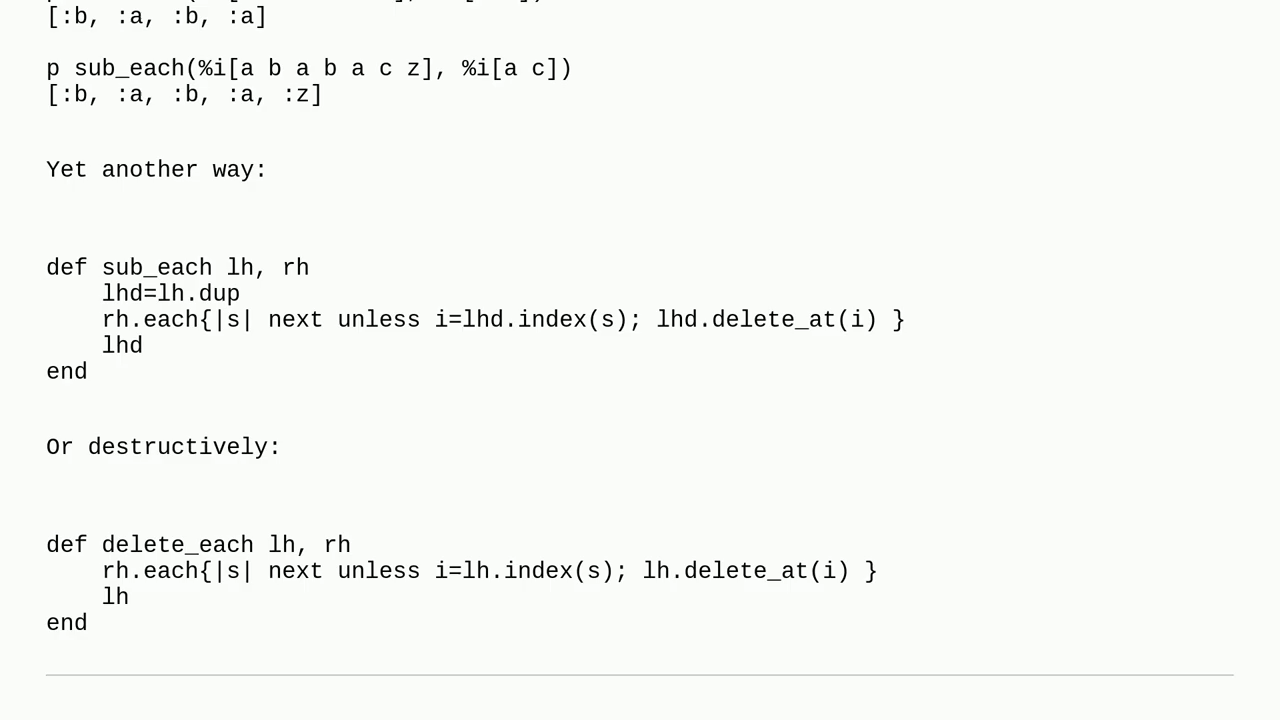 [:b, :a, :b, :a]
p sub_each(%i[a b a b a c z], %i[a c])
[:b, :a, :b, :a, :z]
Yet another way:
def sub_each lh, rh
    lhd=lh.dup
    rh.each{|s| next unless i=lhd.index(s); lhd.delete_at(i) }
    lhd
end
Or destructively:
def delete_each lh, rh
    rh.each{|s| next unless i=lh.index(s); lh.delete_at(i) }
    lh
end